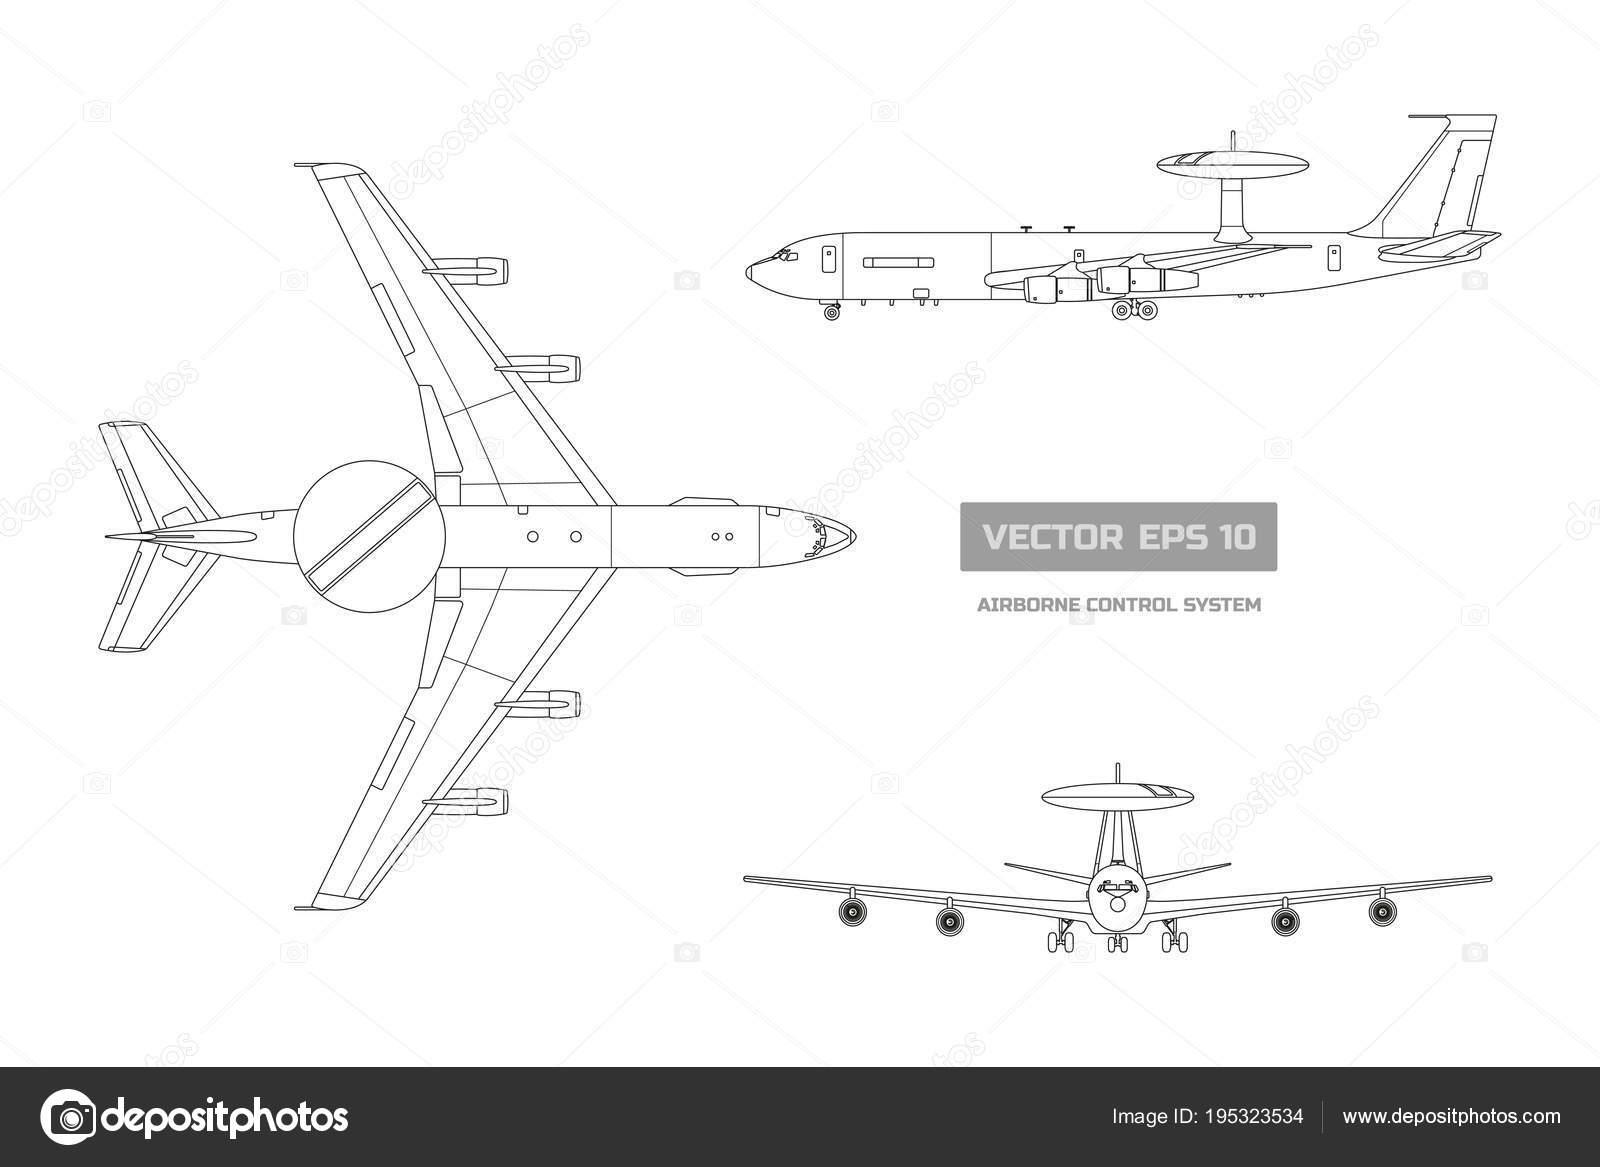 VECTOR EPS 10
AIRBORNE CONTROL SYSTEM
depositphotos
Image ID: 195323534 www.depositphotos.com